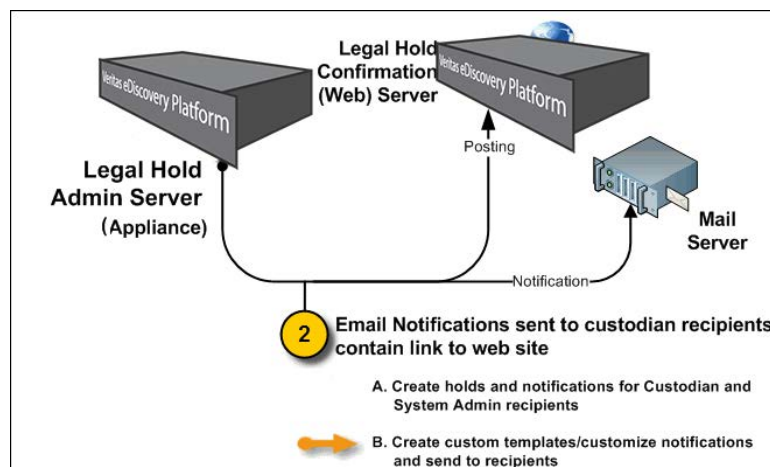 Legal Hold
Confirmation
(Web) Server
Veritas eDiscovery Platform
Veritas eDiscovery Platform
Legal Hold
Admin Server
(Appliance)
Posting
Mail
Server
Notification
2
Email Notifications sent to custodian recipients
contain link to web site
A. Create holds and notifications for Custodian and
System Admin recipients
B. Create custom templates/customize notifications
and send to recipients